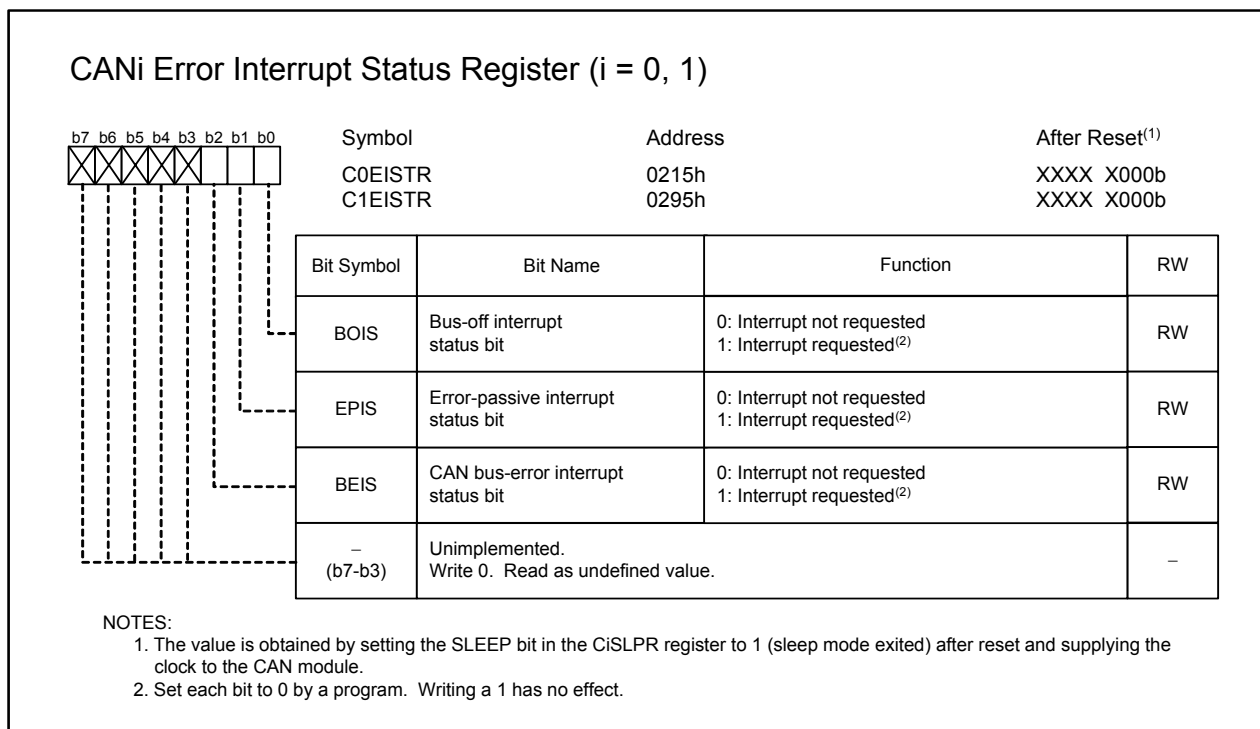 CANi Error Interrupt Status Register (i = 0, 1)
b7 b6 b5 b4 b3 b2 b1 b0
Symbol Address After Reset(1)
C0EISTR 0215h XXXX X000b
C1EISTR 0295h XXXX X000b
Bit Symbol Bit Name Function RW
BOIS Bus-off interrupt status bit 0: Interrupt not requested 1: Interrupt requested(2) RW
EPIS Error-passive interrupt status bit 0: Interrupt not requested 1: Interrupt requested(2) RW
BEIS CAN bus-error interrupt status bit 0: Interrupt not requested 1: Interrupt requested(2) RW
– (b7-b3) Unimplemented. Write 0. Read as undefined value. –
NOTES:
1. The value is obtained by setting the SLEEP bit in the CiSLPR register to 1 (sleep mode exited) after reset and supplying the
clock to the CAN module.
2. Set each bit to 0 by a program. Writing a 1 has no effect.